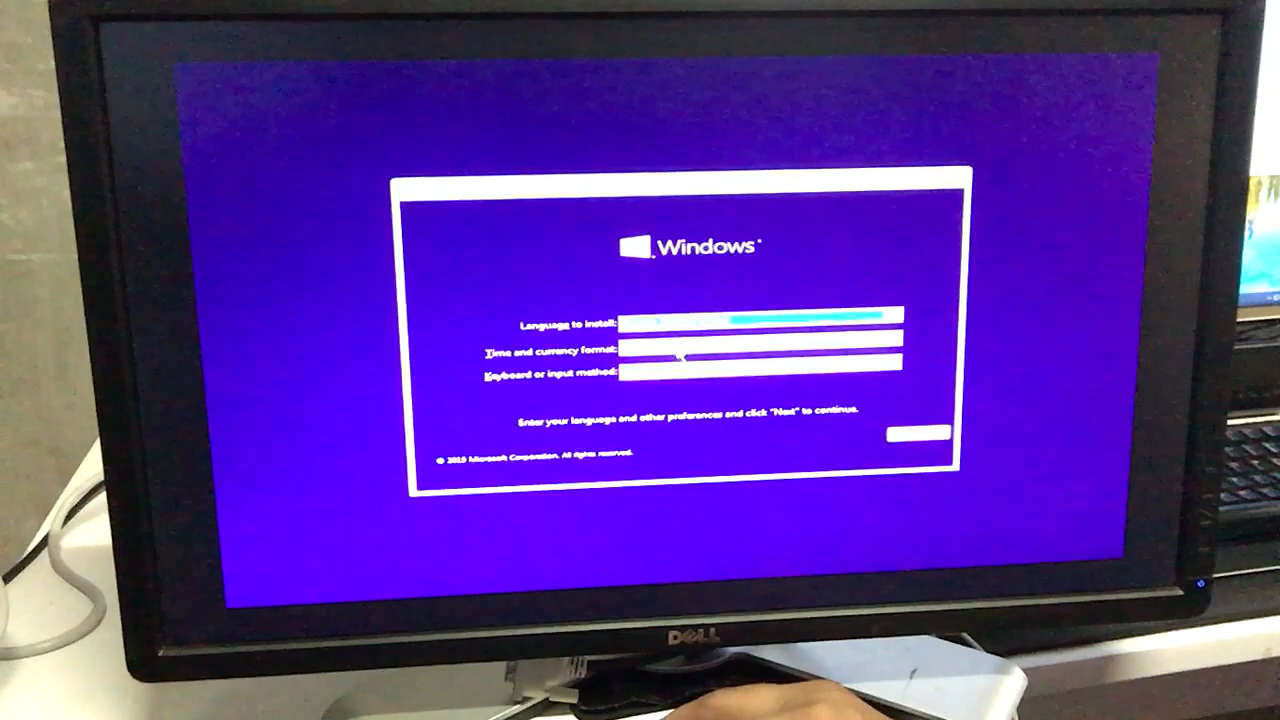 Windows
Language to install:
Time and currency format:
Keyboard or input method:
Enter your language and other preferences and click "Next" to continue.
© 2019 Microsoft Corporation. All rights reserved.
DELL